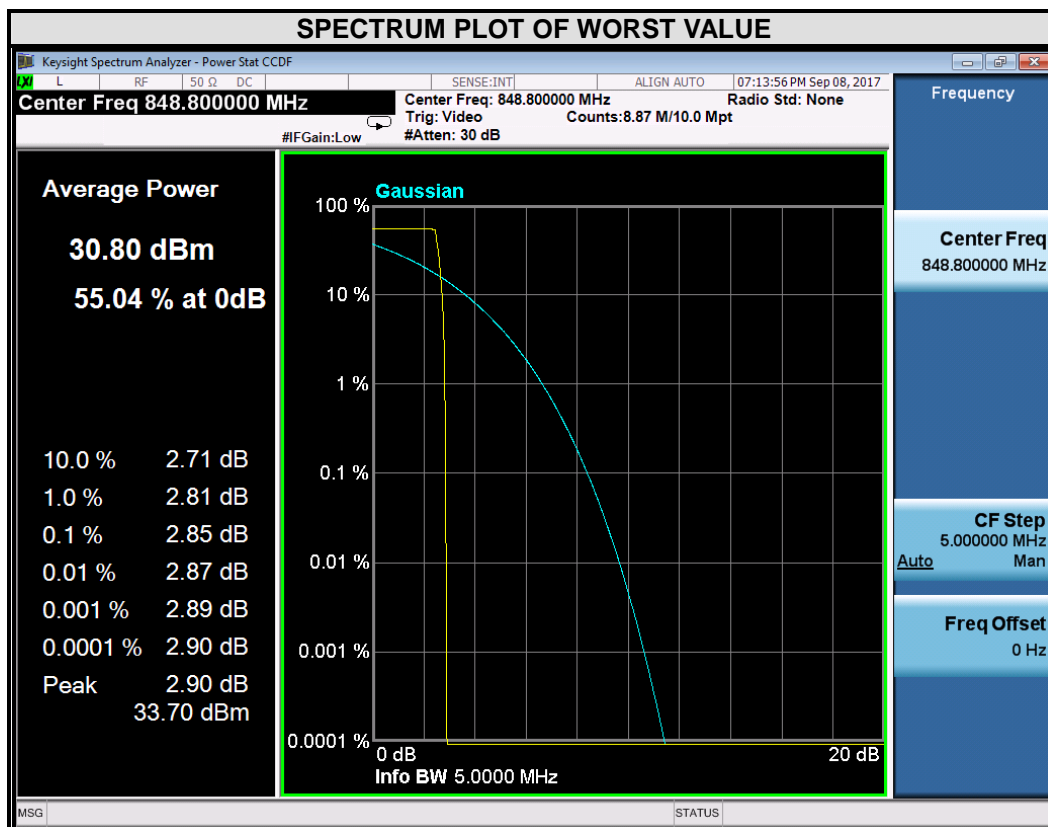 SPECTRUM PLOT OF WORST VALUE
Keysight Spectrum Analyzer - Power Stat CCDF
LXI L RF 50 Ω DC SENSE:INT ALIGN AUTO 07:13:56 PM Sep 08, 2017
Center Freq 848.800000 MHz
Center Freq: 848.800000 MHz Radio Std: None
Trig: Video Counts:8.87 M/10.0 Mpt
#IFGain:Low #Atten: 30 dB
Frequency
Average Power
30.80 dBm
55.04 % at 0dB
10.0 % 2.71 dB
1.0 % 2.81 dB
0.1 % 2.85 dB
0.01 % 2.87 dB
0.001 % 2.89 dB
0.0001 % 2.90 dB
Peak 2.90 dB
33.70 dBm
Gaussian
100 %
10 %
1 %
0.1 %
0.01 %
0.001 %
0.0001 %
0 dB 20 dB
Info BW 5.0000 MHz
Center Freq
848.800000 MHz
CF Step
5.000000 MHz
Auto Man
Freq Offset
0 Hz
MSG STATUS